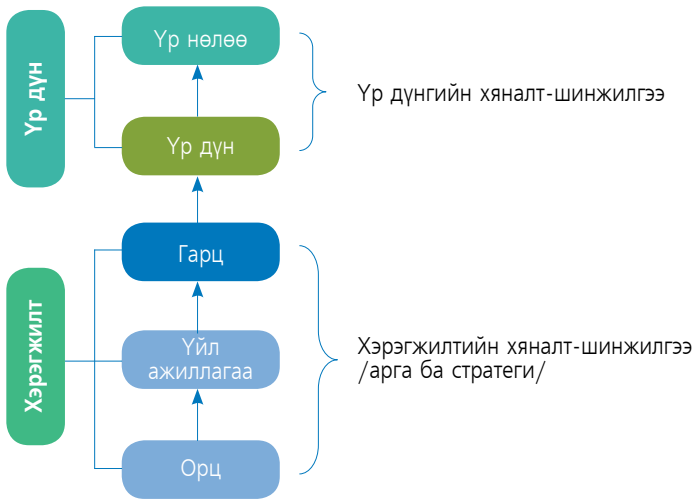 Үр дүн
Үр нөлөө
Үр дүн
Үр дүнгийн хяналт-шинжилгээ
Хэрэгжилт
Гарц
Үйл
ажиллагаа
Орц
Хэрэгжилтийн хяналт-шинжилгээ
/арга ба стратеги/